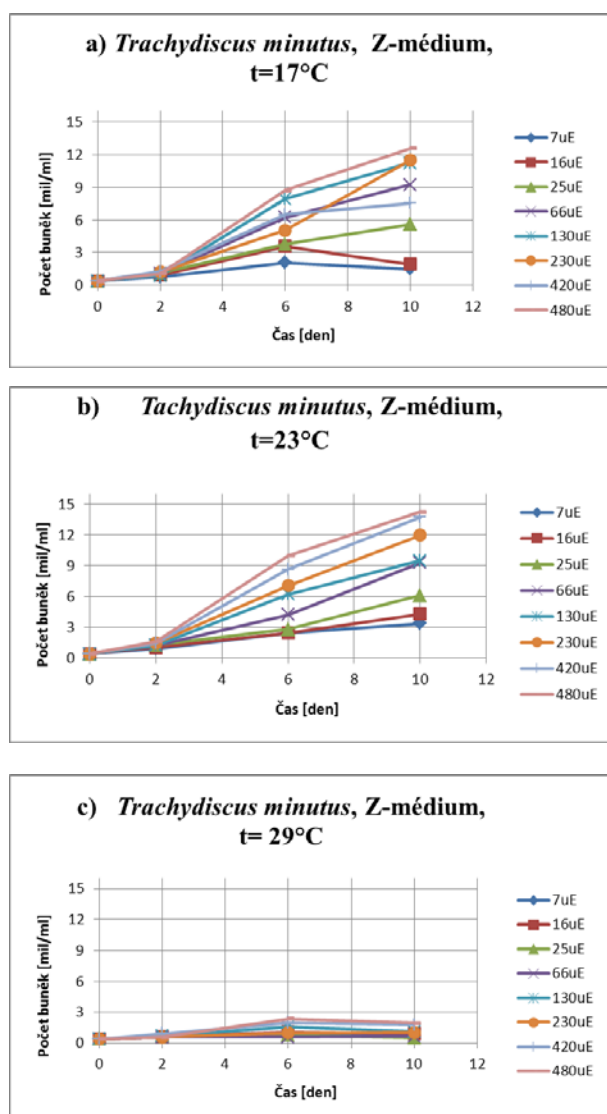 a) Trachydiscus minutus, Z-médium,
t=17°C
15
12
9
6
3
0
Počet buněk [mil/ml]
0 2 4 6 8 10 12
Čas [den]
7uE
16uE
25uE
66uE
130uE
230uE
420uE
480uE
b) Tachydiscus minutus, Z-médium,
t=23°C
15
12
9
6
3
0
Počet buněk [mil/ml]
0 2 4 6 8 10 12
Čas [den]
7uE
16uE
25uE
66uE
130uE
230uE
420uE
480uE
c) Trachydiscus minutus, Z-médium,
t= 29°C
15
12
9
6
3
0
Počet buněk [mil/ml]
0 2 4 6 8 10 12
Čas [den]
7uE
16uE
25uE
66uE
130uE
230uE
420uE
480uE